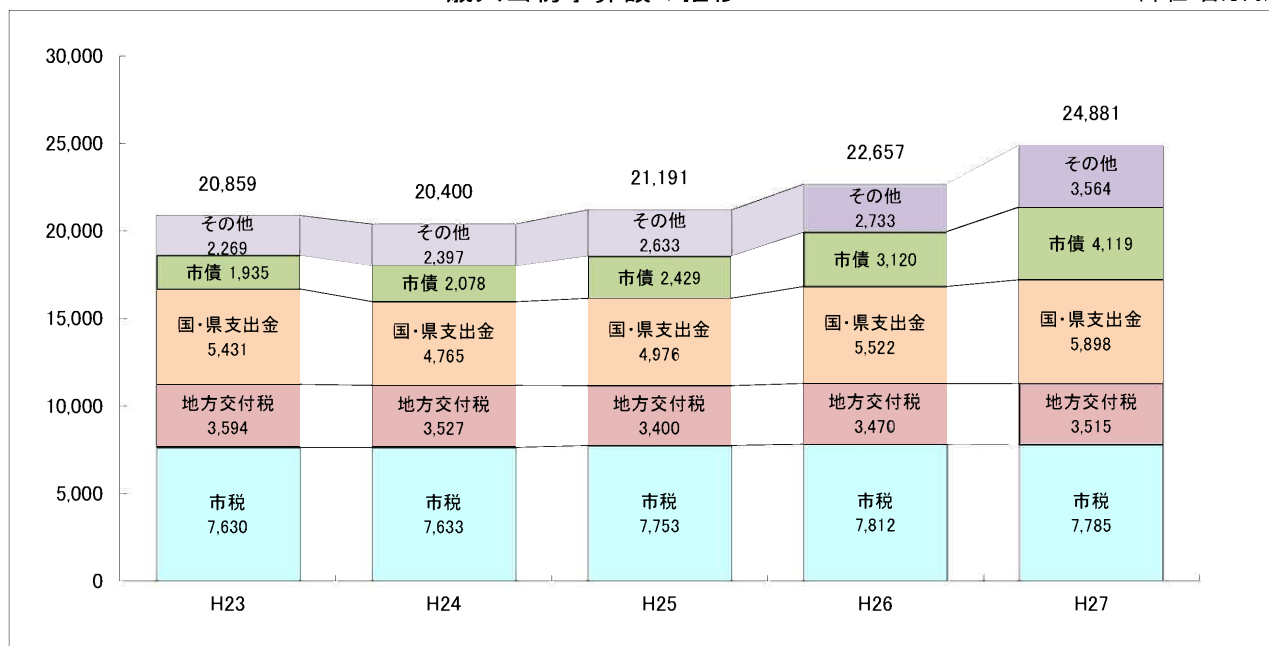 30,000
25,000
20,000
15,000
10,000
5,000
0
20,859
20,400
21,191
22,657
24,881
その他
2,269
その他
2,397
その他
2,633
その他
2,733
その他
3,564
市債 1,935
市債 2,078
市債 2,429
市債 3,120
市債 4,119
国・県支出金
5,431
国・県支出金
4,765
国・県支出金
4,976
国・県支出金
5,522
国・県支出金
5,898
地方交付税
3,594
地方交付税
3,527
地方交付税
3,400
地方交付税
3,470
地方交付税
3,515
市税
7,630
市税
7,633
市税
7,753
市税
7,812
市税
7,785
H23
H24
H25
H26
H27